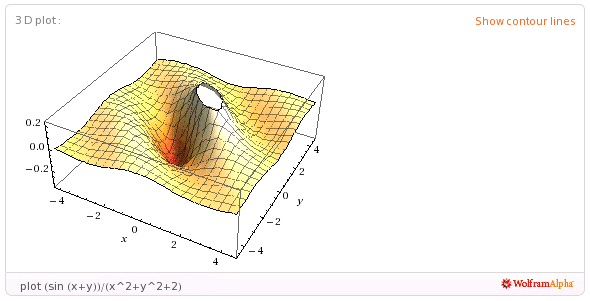 3D plot:
Show contour lines
0.2
0.0
−0.2
−4
−2
0
2
4
x
−4
−2
0
2
4
y
plot (sin (x+y))/(x^2+y^2+2)
WolframAlpha